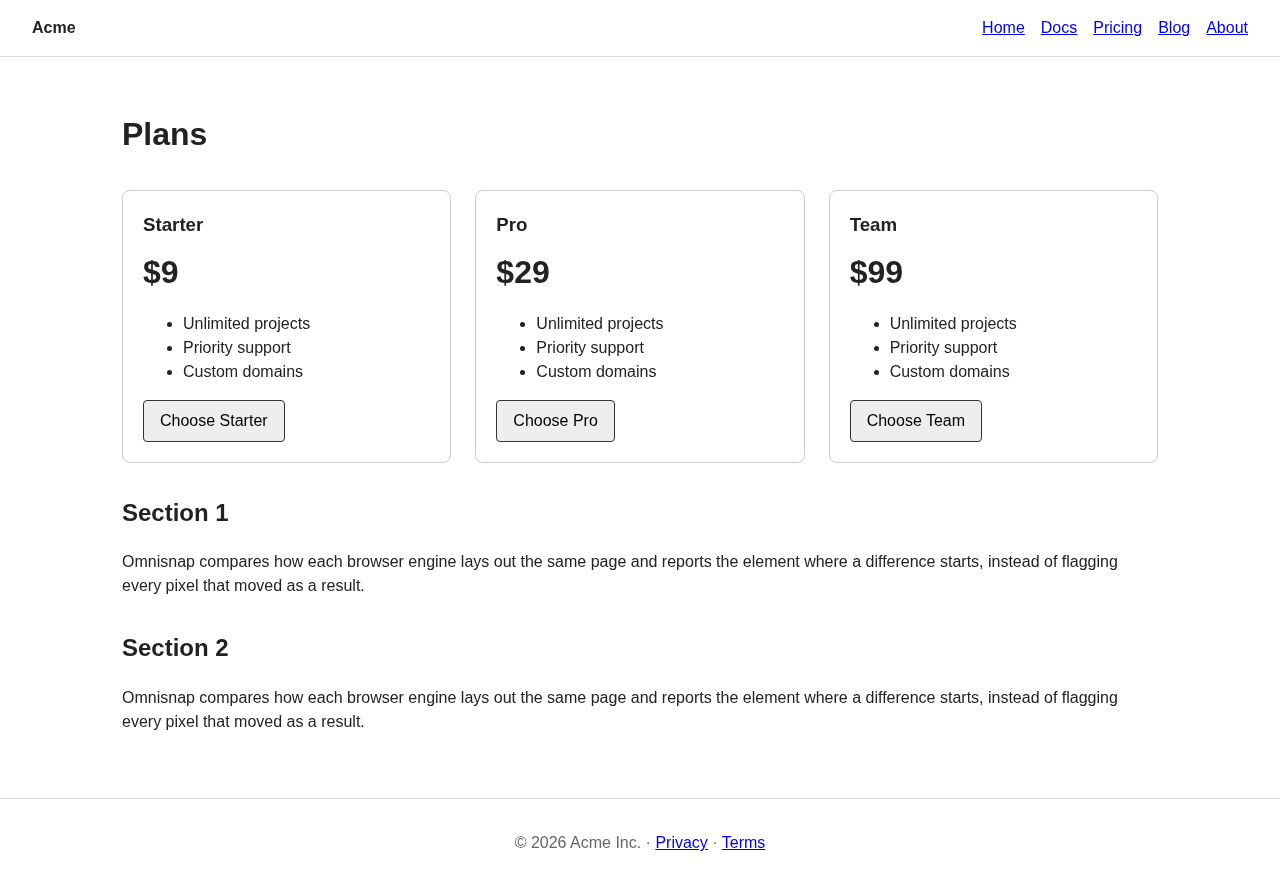 Acme
Home Docs Pricing Blog About
Plans
Starter
$9
Unlimited projects
Priority support
Custom domains
Choose Starter
Pro
$29
Unlimited projects
Priority support
Custom domains
Choose Pro
Team
$99
Unlimited projects
Priority support
Custom domains
Choose Team
Section 1
Omnisnap compares how each browser engine lays out the same page and reports the element where a difference starts, instead of flagging
every pixel that moved as a result.
Section 2
Omnisnap compares how each browser engine lays out the same page and reports the element where a difference starts, instead of flagging
every pixel that moved as a result.
© 2026 Acme Inc. · Privacy · Terms